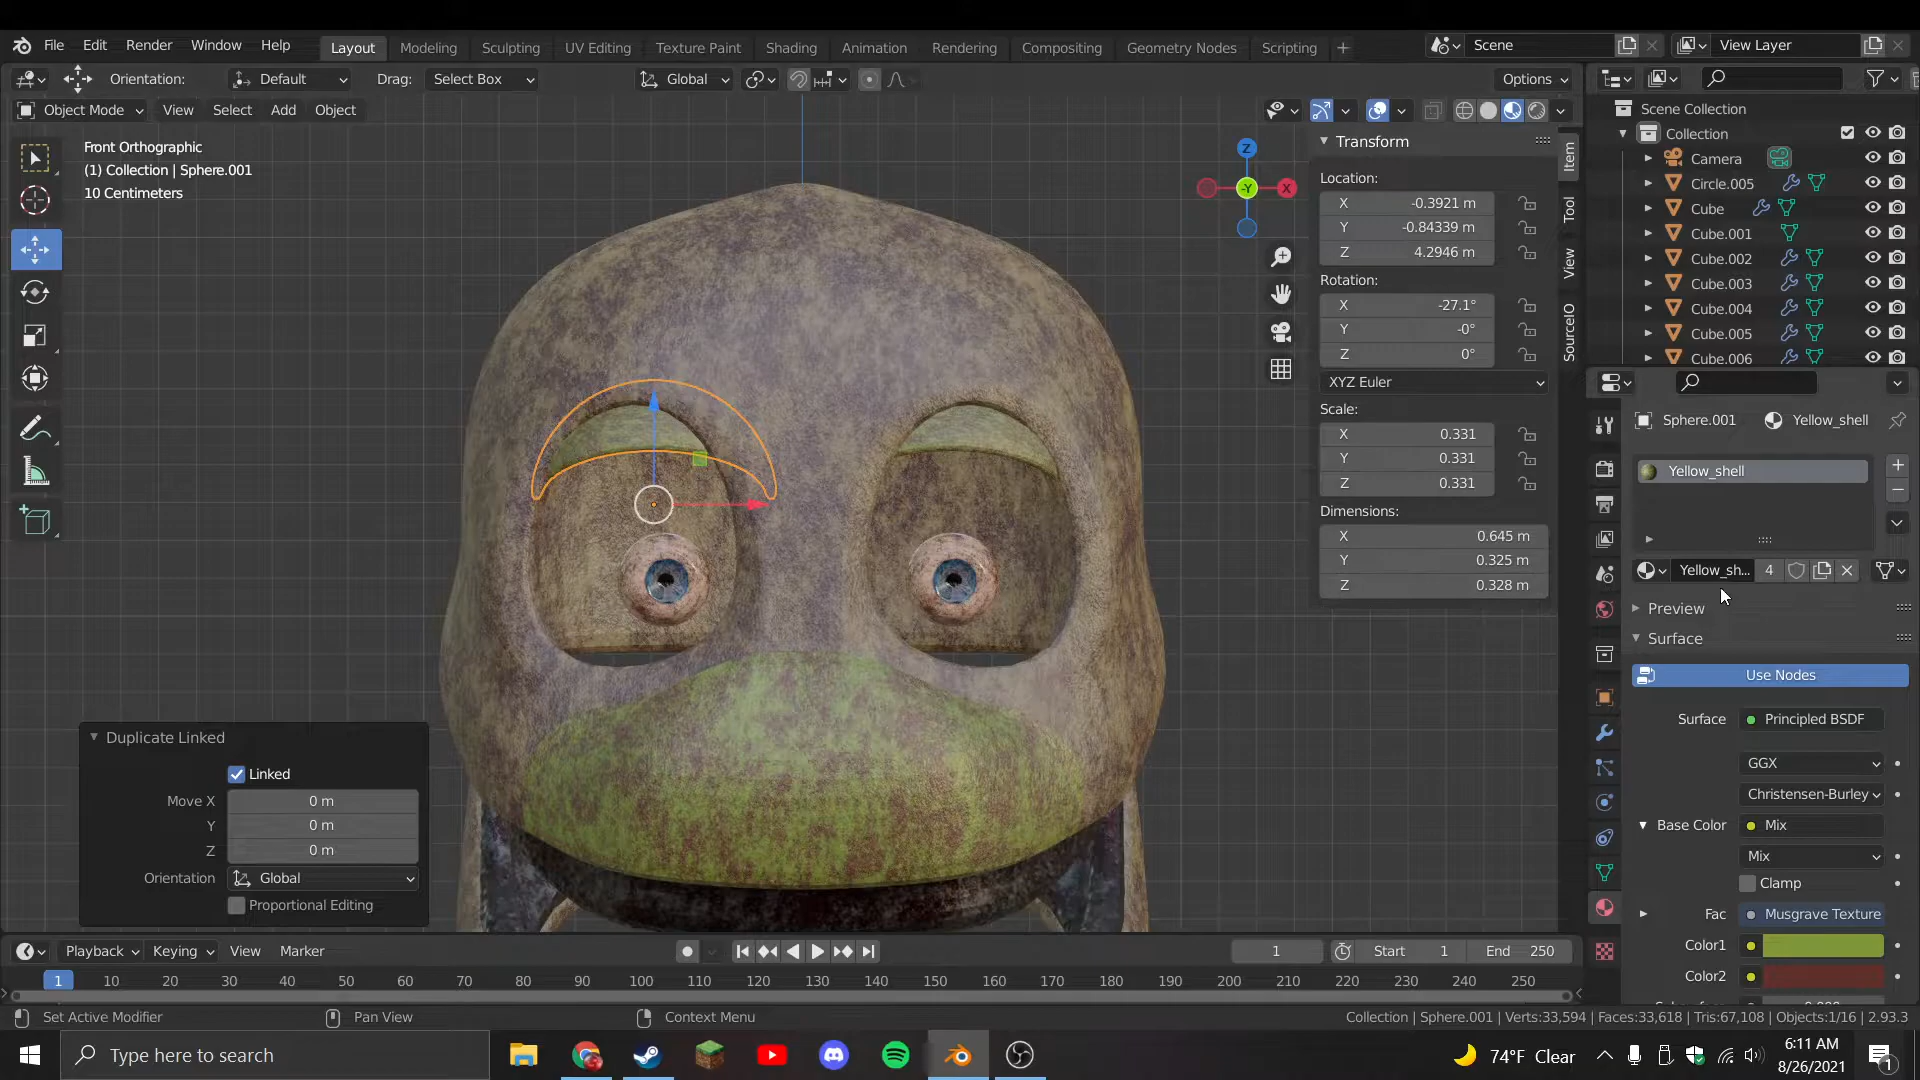 File Edit Render Window Help Layout Modeling Sculpting UV Editing Texture Paint Shading Animation Rendering Compositing Geometry Nodes Scripting Scene View Layer
Orientation: Default Drag: Select Box Global Options
Object Mode View Select Add Object
Front Orthographic
(1) Collection | Sphere.001
10 Centimeters
Z
-Y
X
Transform
Location:
X -0.3921 m
Y -0.84339 m
Z 4.2946 m
Rotation:
X -27.1°
Y -0°
Z 0°
XYZ Euler
Scale:
X 0.331
Y 0.331
Z 0.331
Dimensions:
X 0.645 m
Y 0.325 m
Z 0.328 m
Item
Tool
View
SourceIO
Scene Collection
Collection
Camera
Circle.005
Cube
Cube.001
Cube.002
Cube.003
Cube.004
Cube.005
Cube.006
Sphere.001 Yellow_shell
Yellow_shell
Yellow_sh... 4
Preview
Surface
Use Nodes
Surface Principled BSDF
GGX
Christensen-Burley
Base Color Mix
Mix
Clamp
Fac Musgrave Texture
Color1
Color2
Duplicate Linked
Linked
Move X 0 m
Y 0 m
Z 0 m
Orientation Global
Proportional Editing
Playback Keying View Marker 1 Start 1 End 250
1 10 20 30 40 50 60 70 80 90 100 110 120 130 140 150 160 170 180 190 200 210 220 230 240 250
Set Active Modifier Pan View Context Menu Collection | Sphere.001 | Verts:33,594 | Faces:33,618 | Tris:67,108 | Objects:1/16 | 2.93.3
Type here to search 74°F Clear 6:11 AM
8/26/2021
1